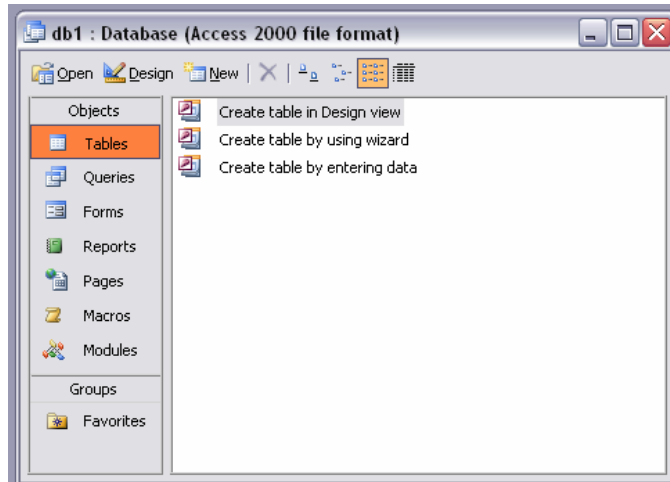 db1 : Database (Access 2000 file format)
Open Design New
Objects
Tables
Queries
Forms
Reports
Pages
Macros
Modules
Groups
Favorites
Create table in Design view
Create table by using wizard
Create table by entering data